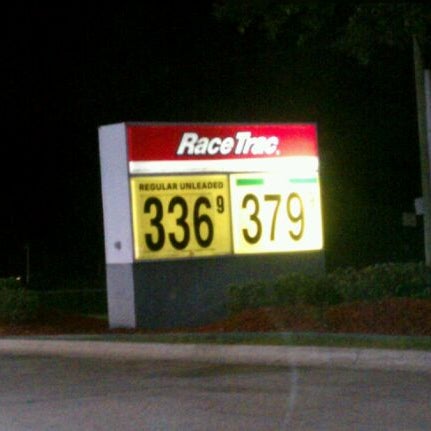 RaceTrac.
REGULAR UNLEADED
336 9 379